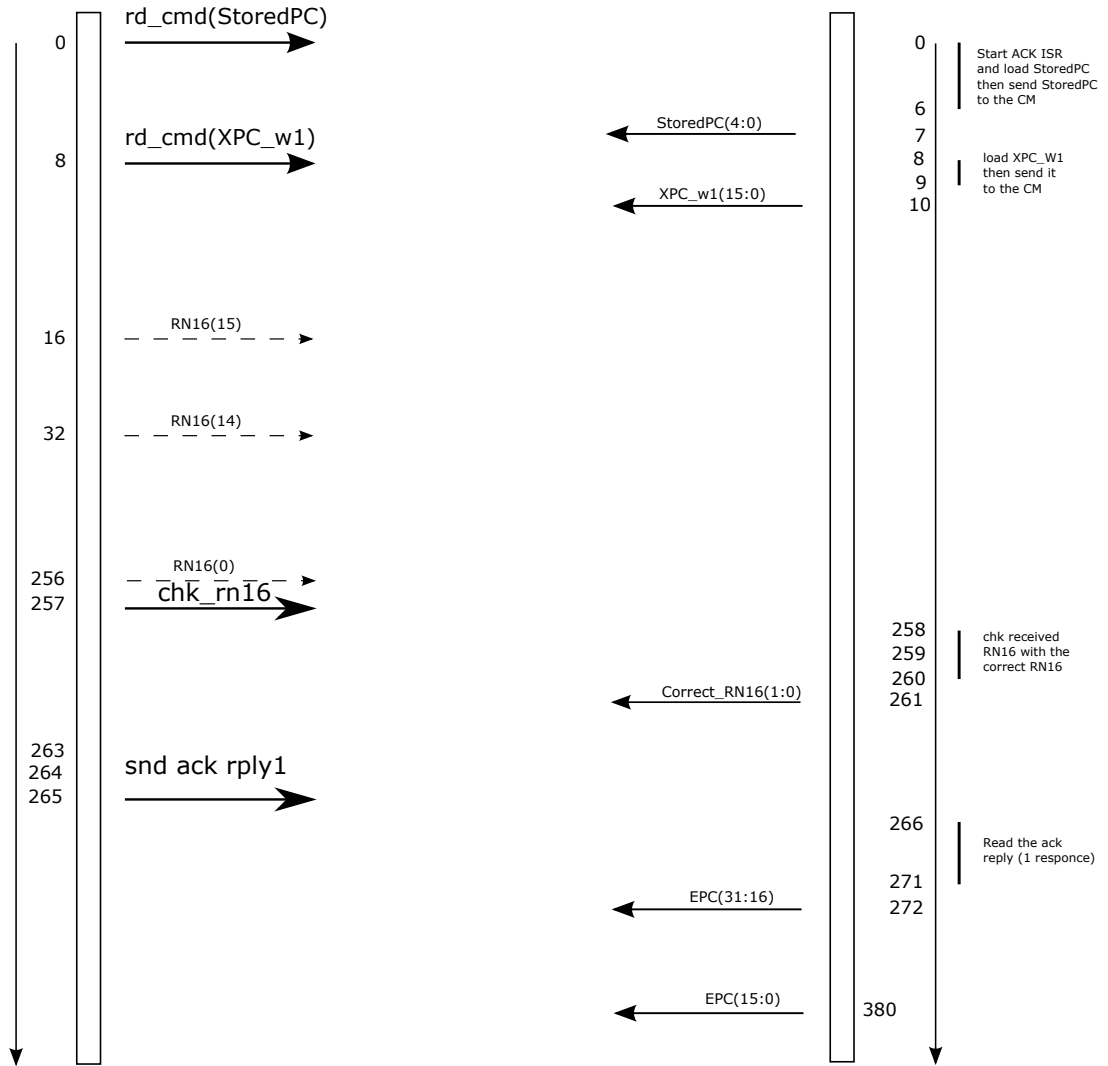 rd_cmd(StoredPC)
0
0
Start ACK ISR
and load StoredPC
then send StoredPC
to the CM
6
StoredPC(4:0)
7
rd_cmd(XPC_w1)
8
8
load XPC_W1
then send it
to the CM
9
XPC_w1(15:0)
10
RN16(15)
16
RN16(14)
32
RN16(0)
256
chk_rn16
257
258
259
260
chk received
RN16 with the
correct RN16
Correct_RN16(1:0)
261
263
264
265
snd ack rply1
266
Read the ack
reply (1 responce)
271
EPC(31:16)
272
EPC(15:0)
380